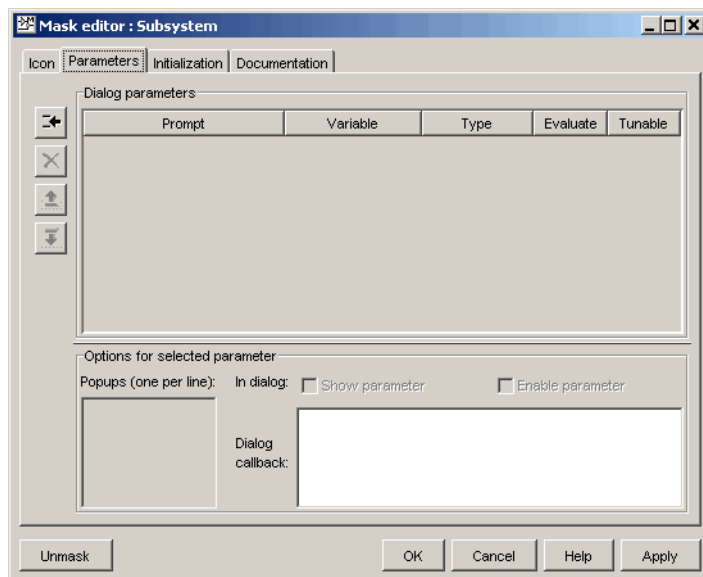 Mask editor : Subsystem
Icon Parameters Initialization Documentation
Dialog parameters
Prompt Variable Type Evaluate Tunable
Options for selected parameter
Popups (one per line): In dialog: Show parameter Enable parameter
Dialog
callback:
Unmask OK Cancel Help Apply